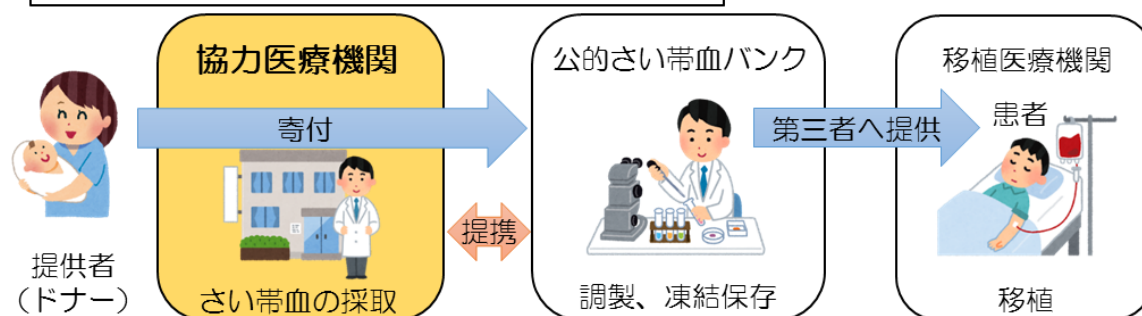 協力医療機関
公的さい帯血バンク
移植医療機関
寄付
第三者へ提供
患者
提携
提供者
（ドナー）
さい帯血の採取
調製、凍結保存
移植